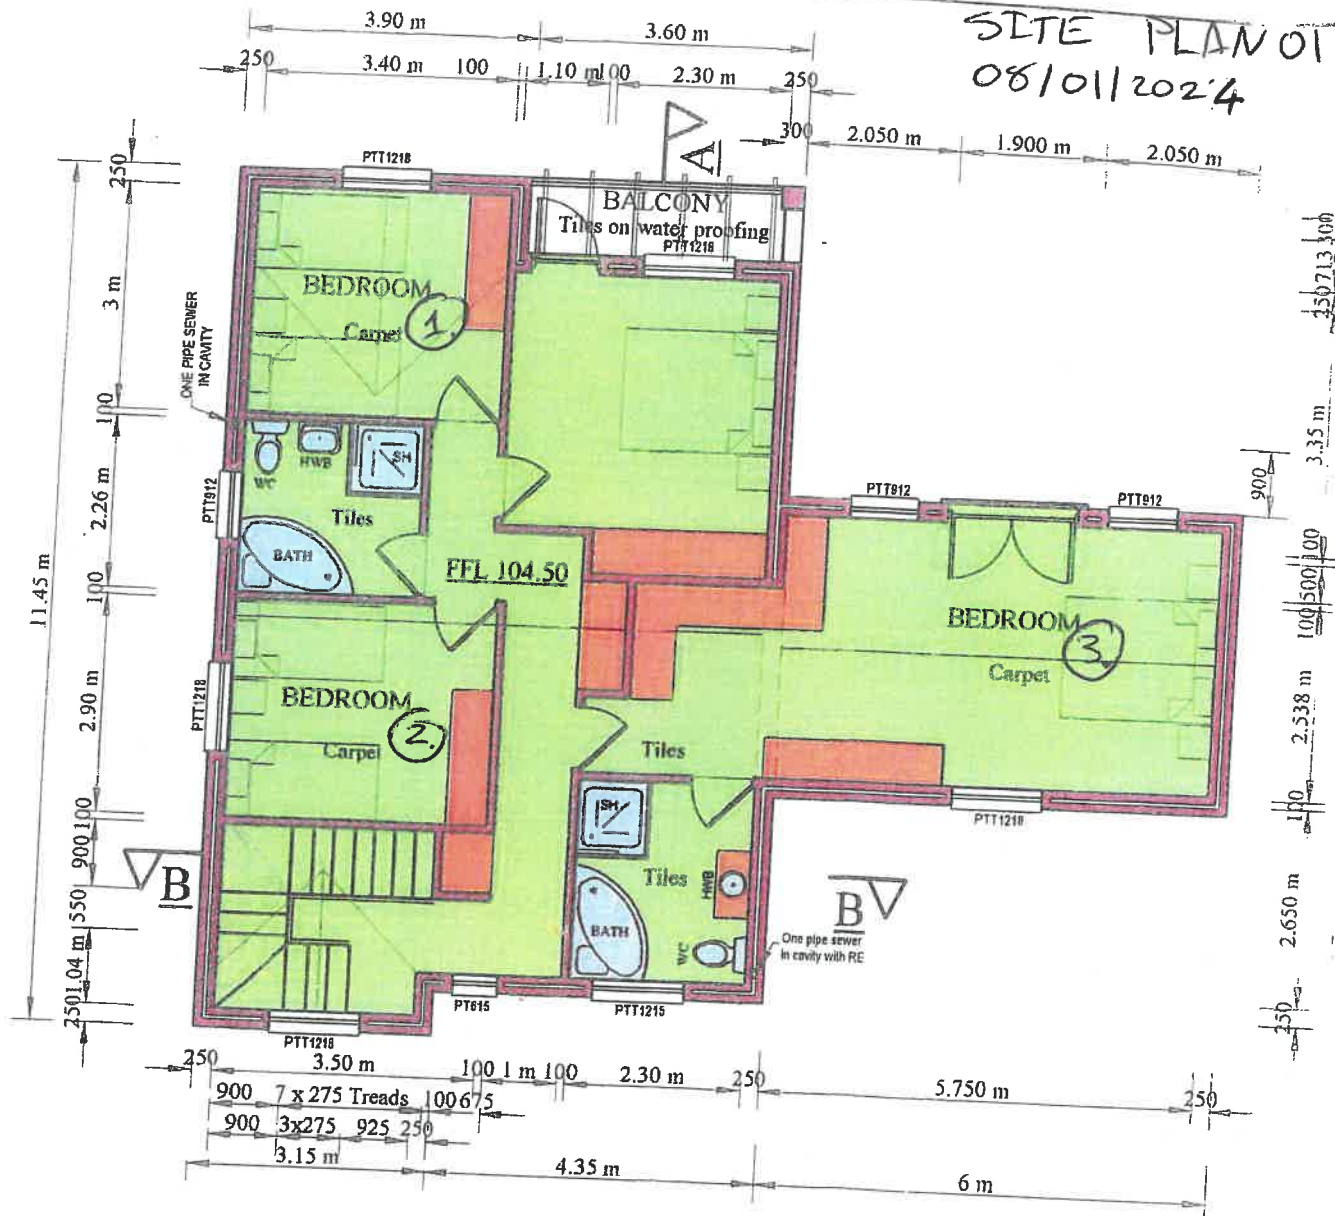 SITE PLAN 01
08/01/2024
3.90 m
3.60 m
250
3.40 m
100
1.10 m
100
2.30 m
250
300
2.050 m
1.900 m
2.050 m
A
PTT1218
BALCONY
Tiles on water proofing
PTT1218
250
3 m
100
2.26 m
100
2.90 m
100
900
550
1.04 m
250
11.45 m
ONE PIPE SEWER
IN CAVITY
BEDROOM
1.
WC
HWB
SH
Tiles
BATH
PTT912
FFL 104.50
PTT1218
BEDROOM
2.
Carpet
PTT912
PTT912
BEDROOM
3.
Carpet
Tiles
PTT1218
SH
Tiles
HWB
BATH
WC
B
B
One pipe sewer
in cavity with RE
PTT1218
PT615
PTT1215
300
713
250
3.35 m
900
100
500
100
2.538 m
100
2.650 m
250
250
3.50 m
100
1 m
100
2.30 m
250
5.750 m
250
900
7 x 275 Treads
100
675
900
3x275
925
250
3.15 m
4.35 m
6 m